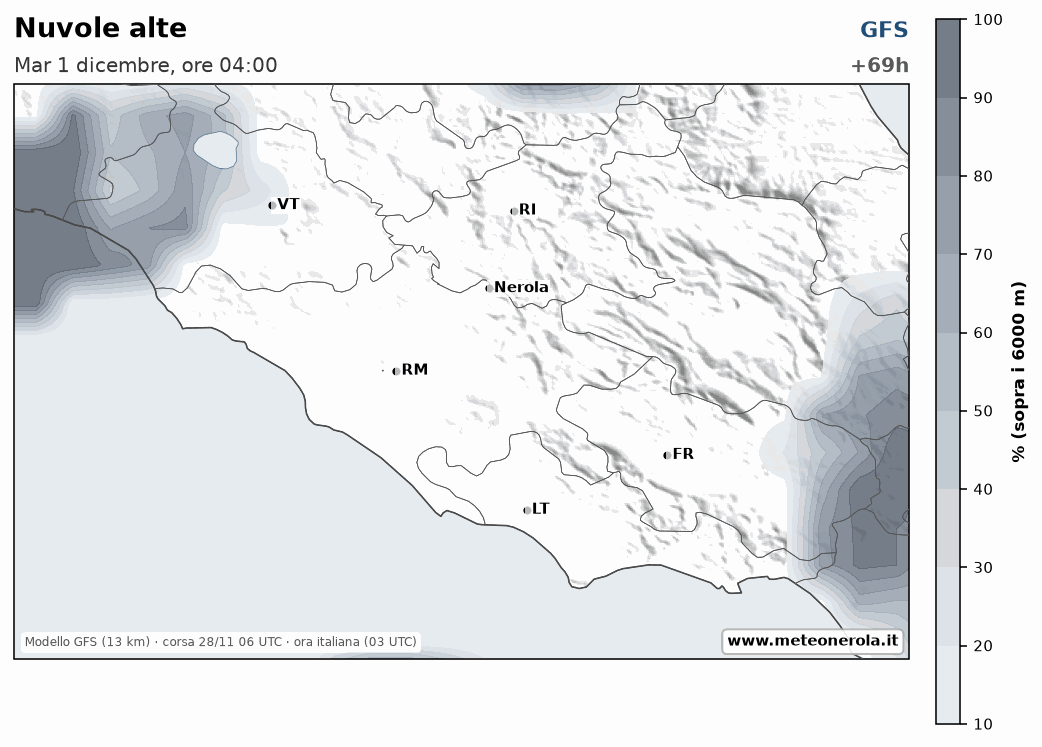 Nuvole alte
GFS
Mar 1 dicembre, ore 04:00
+69h
VT
RI
Nerola
RM
FR
LT
Modello GFS (13 km) · corsa 28/11 06 UTC · ora italiana (03 UTC)
www.meteonerola.it
100
90
80
70
60
50
40
30
20
10
% (sopra i 6000 m)